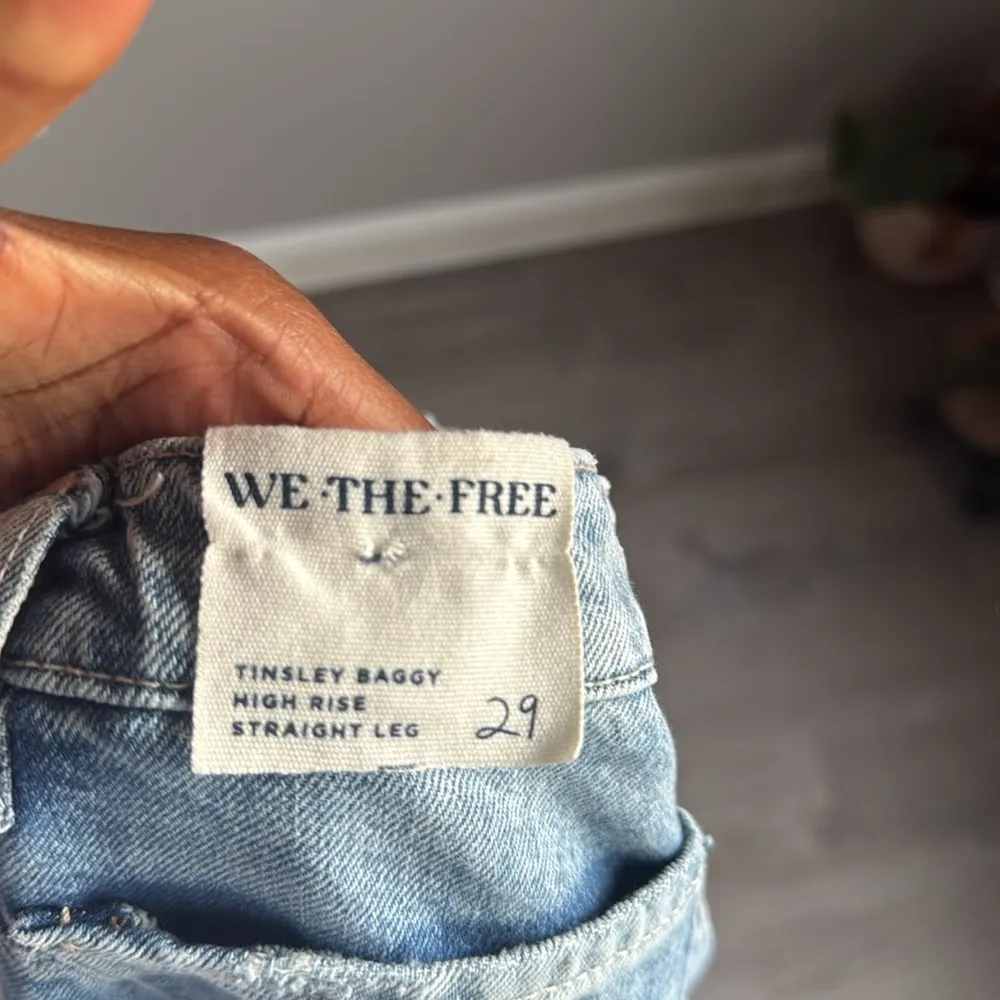 WE·THE·FREE
TINSLEY BAGGY
HIGH RISE
STRAIGHT LEG 29